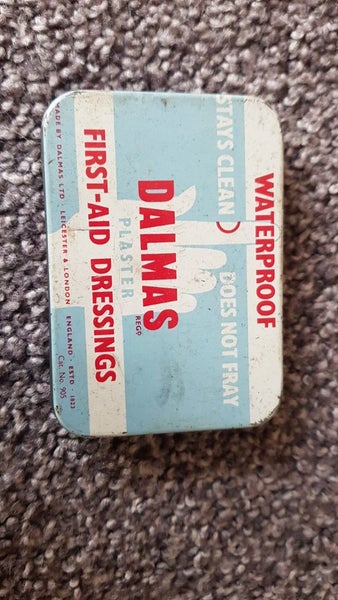 WATERPROOF
STAYS CLEAN DOES NOT FRAY
DALMAS
REGD
PLASTER
FIRST-AID DRESSINGS
MADE BY DALMAS LTD · LEICESTER & LONDON ENGLAND · ESTD · 1823
Cat. No. 905